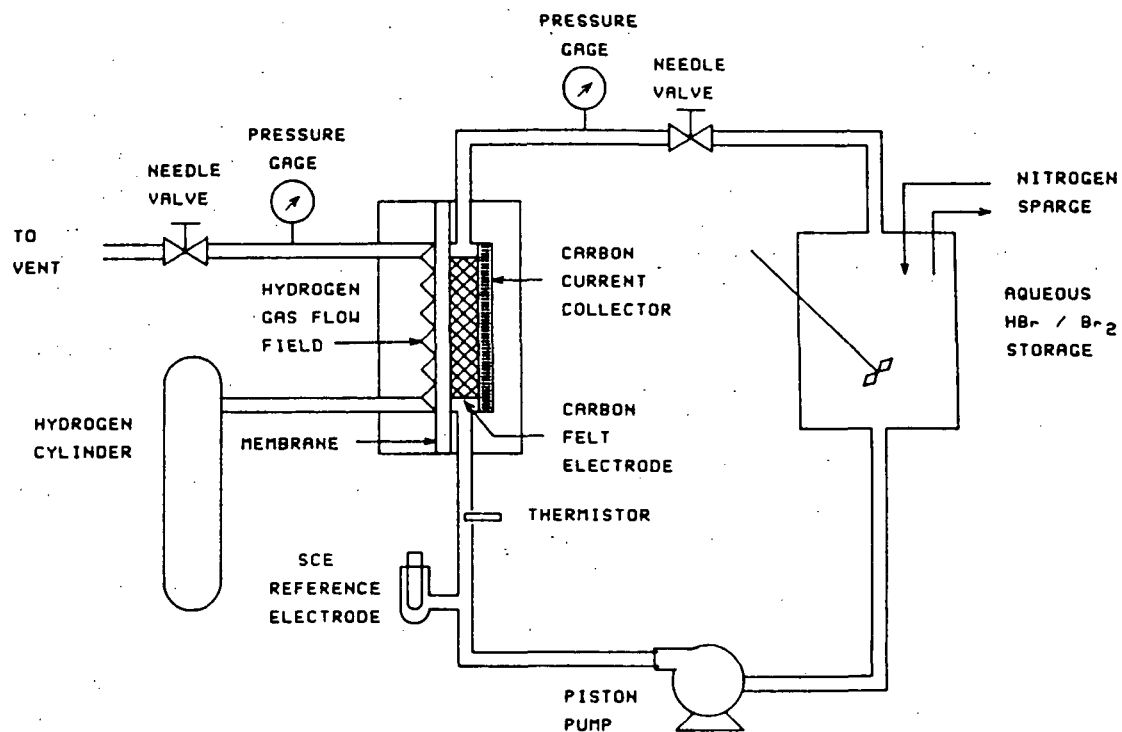 PRESSURE
GAGE
NEEDLE
VALVE
PRESSURE
GAGE
NEEDLE
VALVE
NITROGEN
SPARGE
TO
VENT
CARBON
CURRENT
COLLECTOR
HYDROGEN
GAS FLOW
FIELD
AQUEOUS
HBr / Br2
STORAGE
HYDROGEN
CYLINDER
MEMBRANE
CARBON
FELT
ELECTRODE
THERMISTOR
SCE
REFERENCE
ELECTRODE
PISTON
PUMP